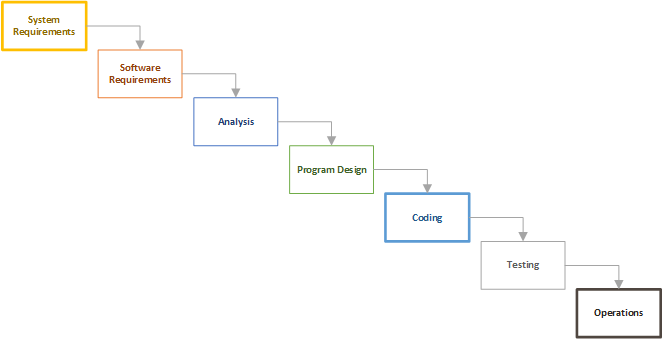 System
Requirements
Software
Requirements
Analysis
Program Design
Coding
Testing
Operations